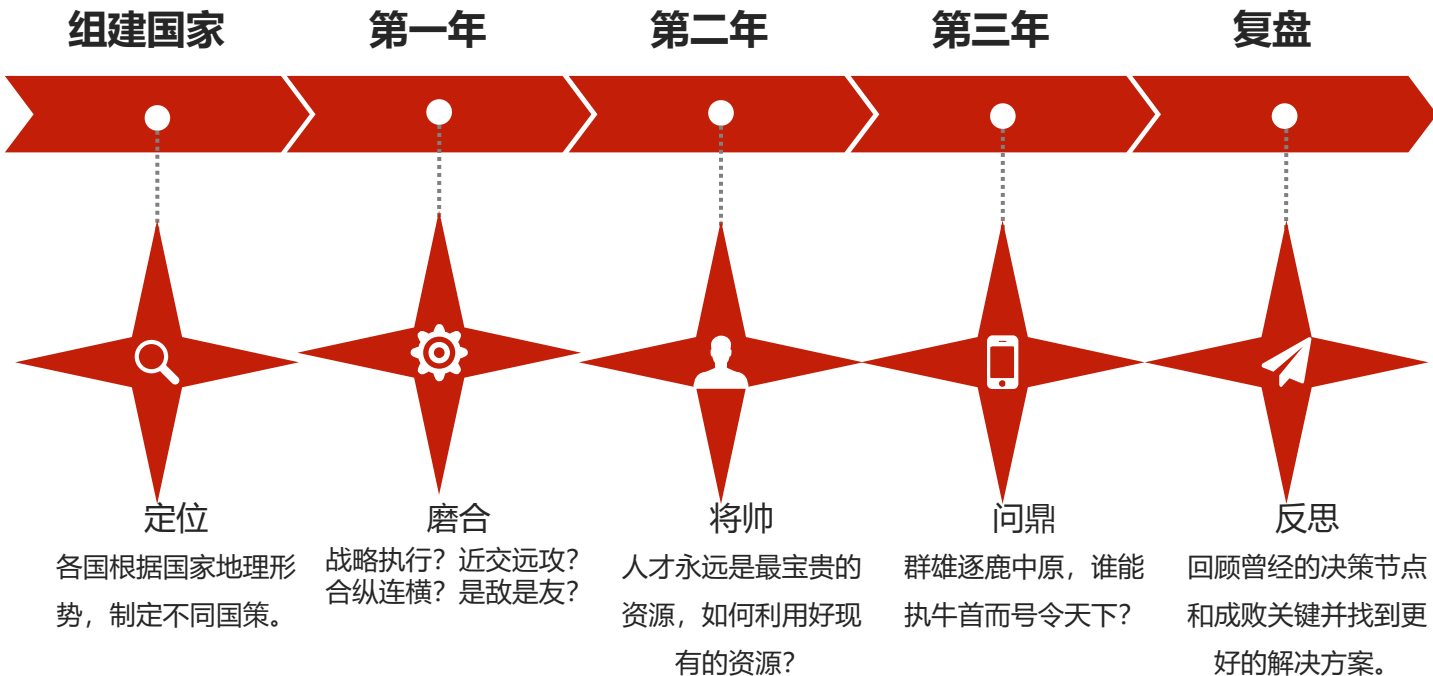 组建国家
第一年
第二年
第三年
复盘
定位
各国根据国家地理形
势，制定不同国策。
磨合
战略执行？近交远攻？
合纵连横？是敌是友？
将帅
人才永远是最宝贵的
资源，如何利用好现
有的资源？
问鼎
群雄逐鹿中原，谁能
执牛首而号令天下？
反思
回顾曾经的决策节点
和成败关键并找到更
好的解决方案。